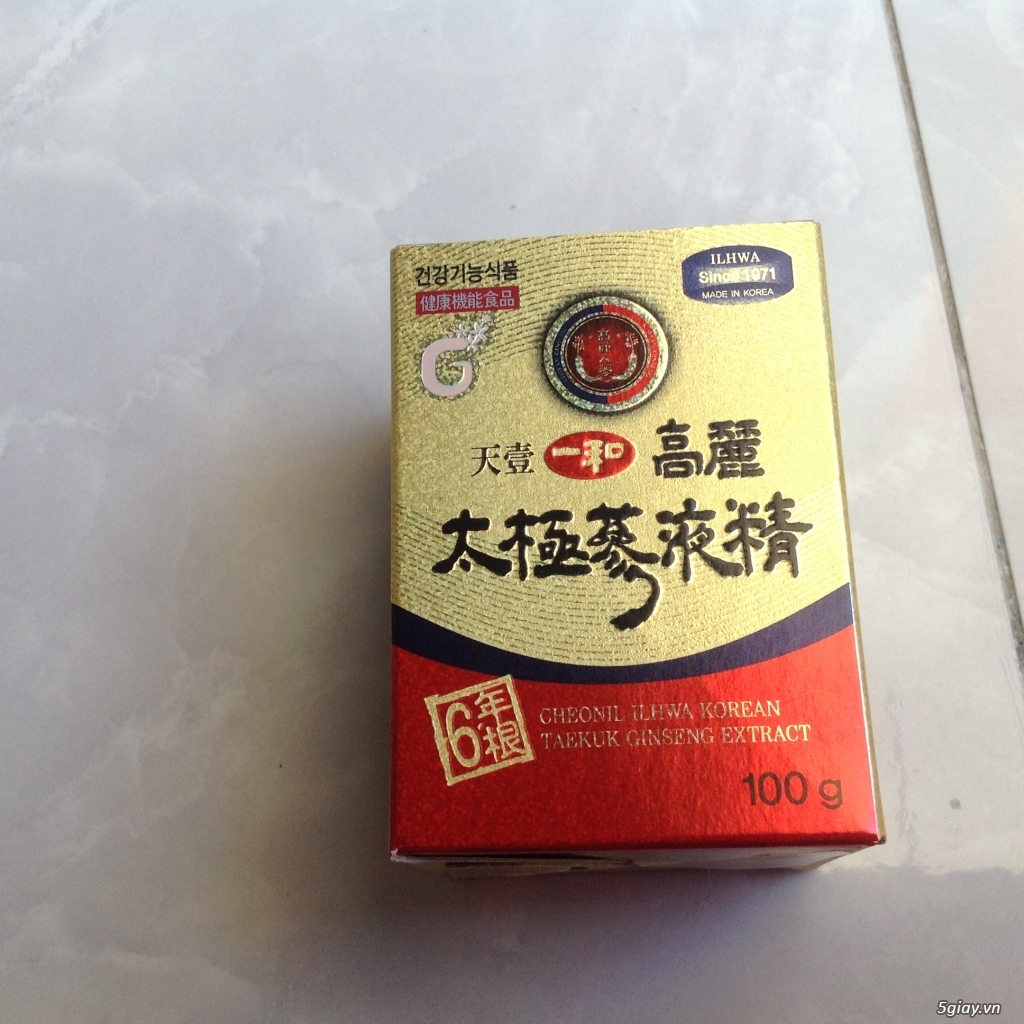 건강기능식품
健康機能食品
G
ILHWA
Since 1971
MADE IN KOREA
天壹 一和 高麗
太極蔘液精
6年根
CHEONIL ILHWA KOREAN
TAEKUK GINSENG EXTRACT
100 g
5giay.vn